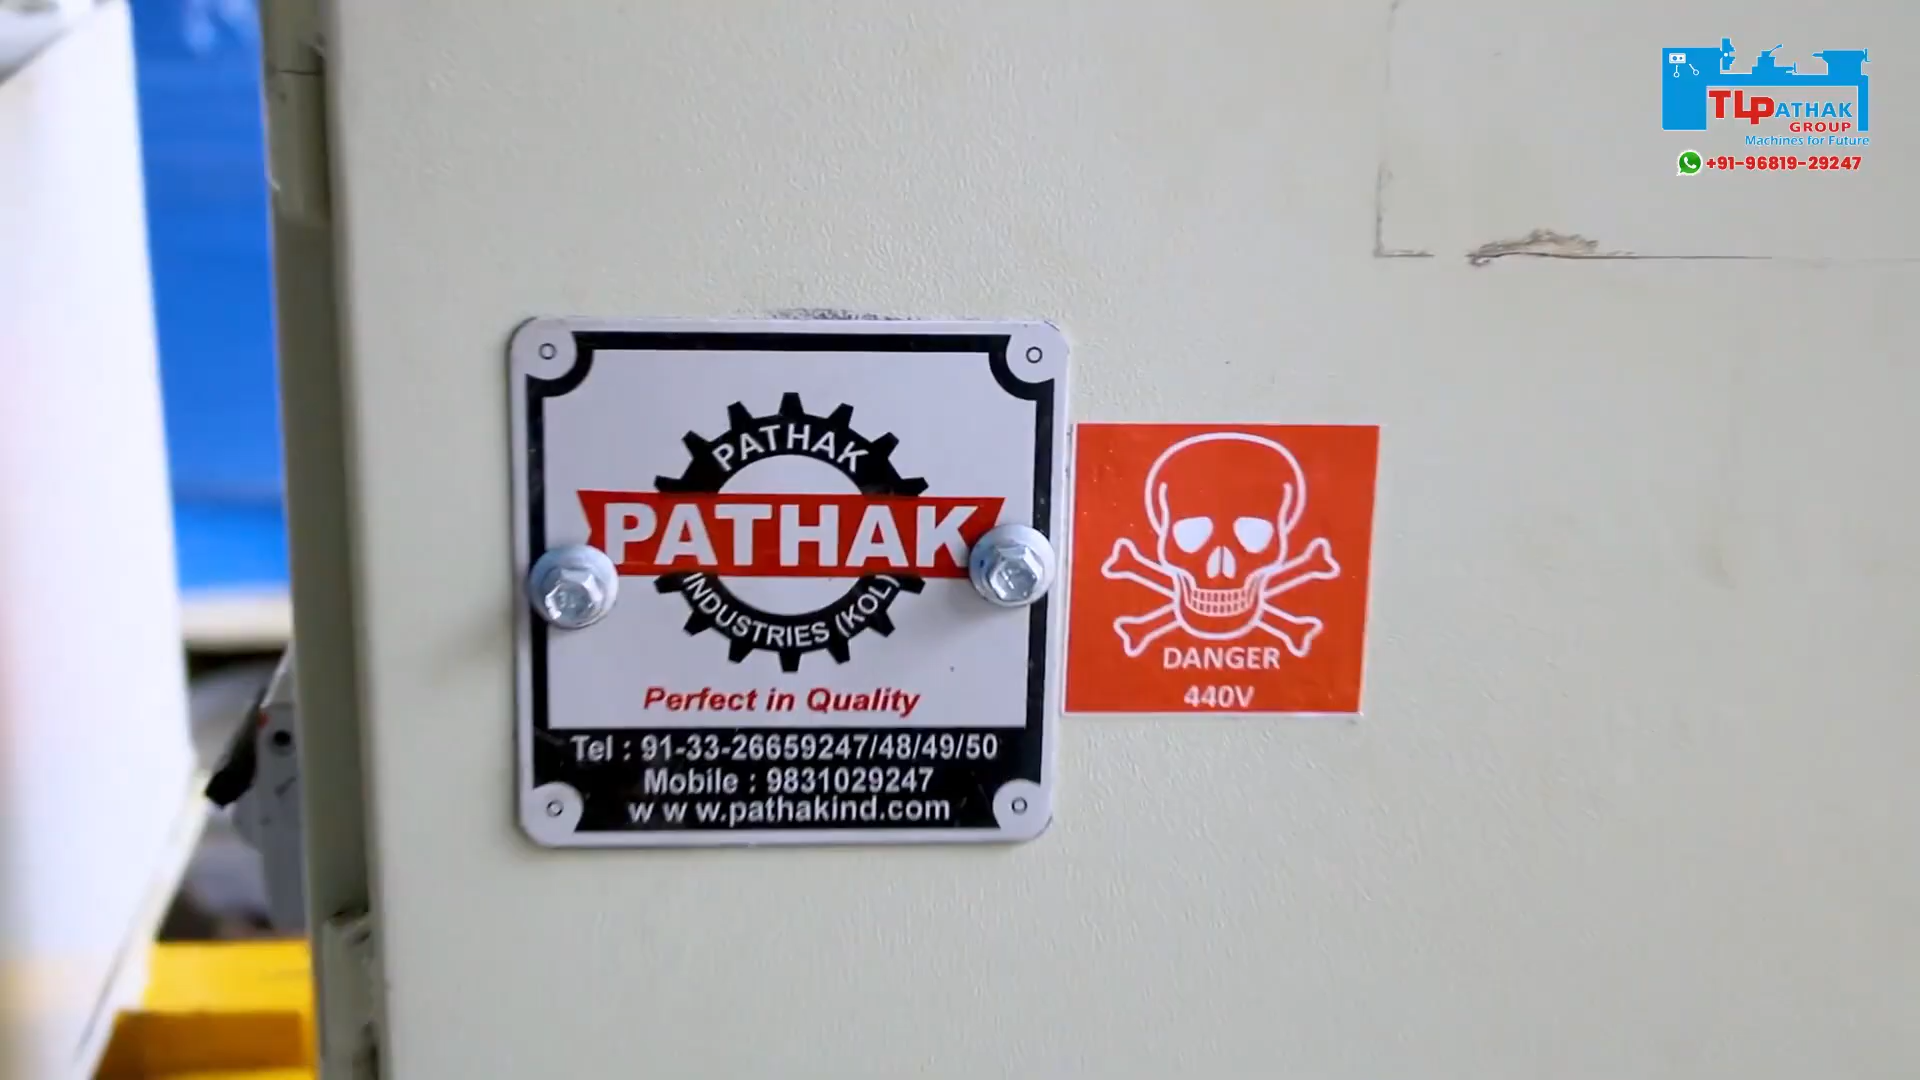 TLPATHAK
GROUP
Machines for Future
+91-96819-29247
PATHAK
PATHAK
INDUSTRIES (KOL)
Perfect in Quality
Tel : 91-33-26659247/48/49/50
Mobile : 9831029247
w w w.pathakind.com
DANGER
440V